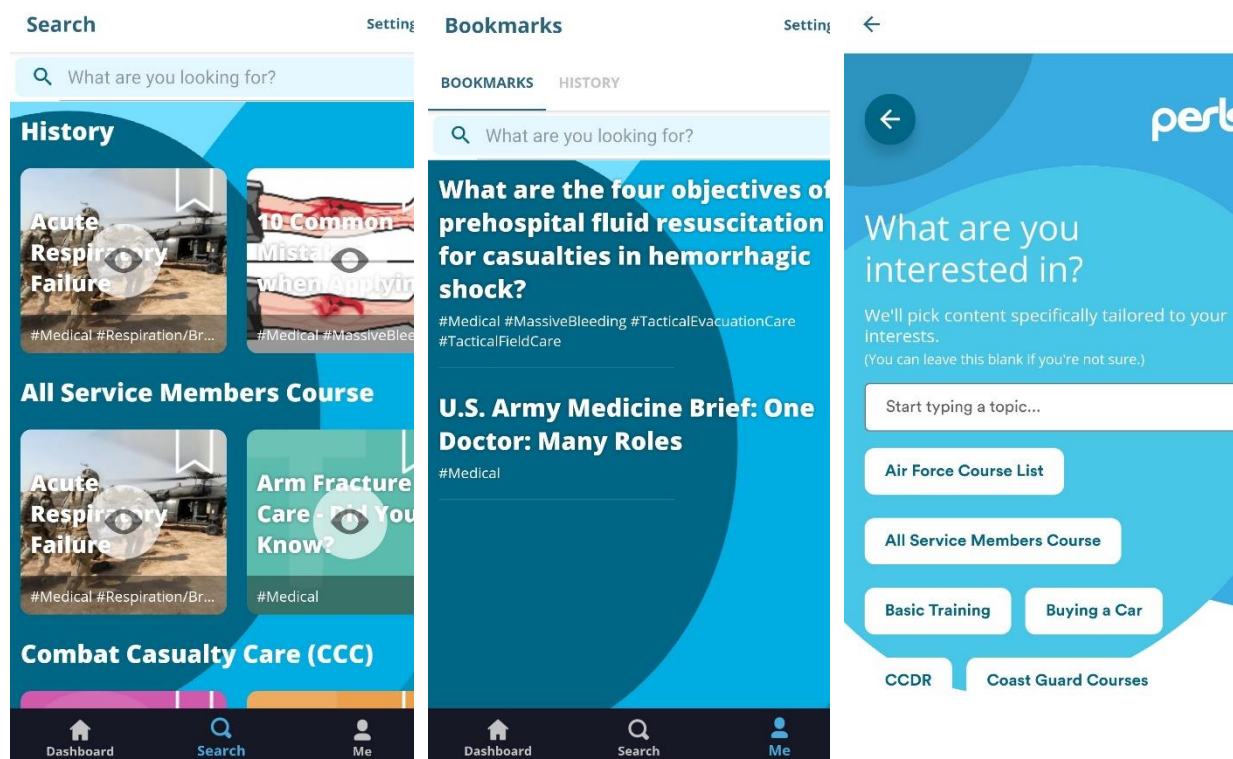 Search
Setting
What are you looking for?
History
Acute
Respiratory
Failure
#Medical #Respiration/Br...
10 Common
Mistak
when Applyin
#Medical #MassiveBlee
All Service Members Course
Acute
Respiratory
Failure
#Medical #Respiration/Br...
Arm Fracture
Care - Did You
Know?
#Medical
Combat Casualty Care (CCC)
Dashboard
Search
Me
Bookmarks
Setting
BOOKMARKS
HISTORY
What are you looking for?
What are the four objectives of
prehospital fluid resuscitation
for casualties in hemorrhagic
shock?
#Medical #MassiveBleeding #TacticalEvacuationCare
#TacticalFieldCare
U.S. Army Medicine Brief: One
Doctor: Many Roles
#Medical
Dashboard
Search
Me
perl
What are you
interested in?
We'll pick content specifically tailored to your
interests.
(You can leave this blank if you're not sure.)
Start typing a topic...
Air Force Course List
All Service Members Course
Basic Training
Buying a Car
CCDR
Coast Guard Courses